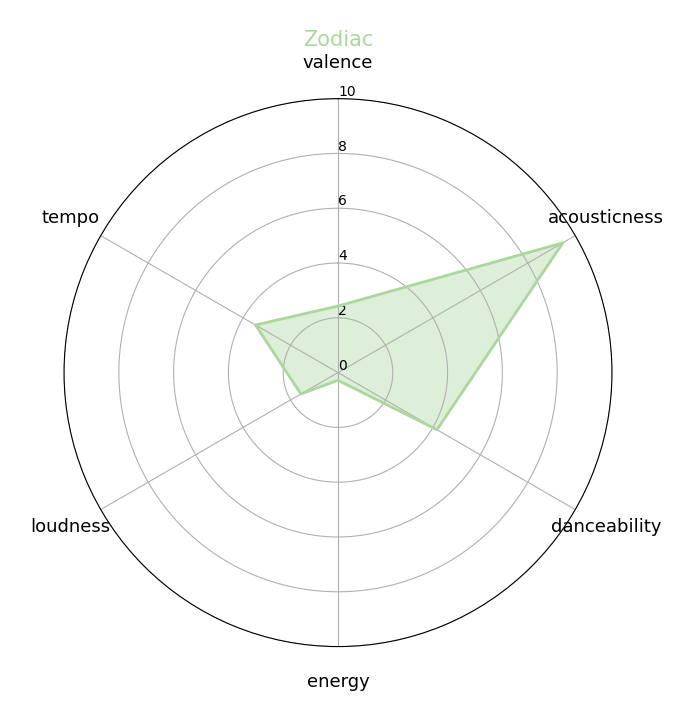 Zodiac
valence
10
8
6
4
2
0
tempo
acousticness
loudness
danceability
energy